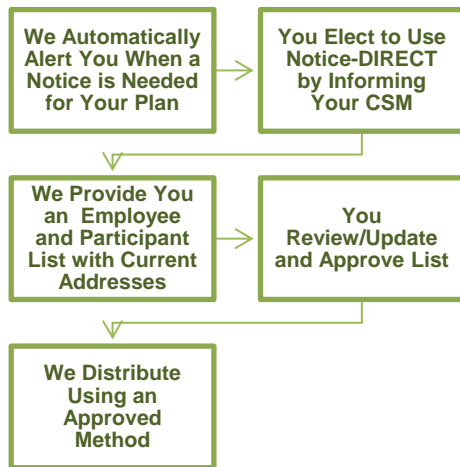 We Automatically
Alert You When a
Notice is Needed
for Your Plan
You Elect to Use
Notice-DIRECT
by Informing
Your CSM
We Provide You
an Employee
and Participant
List with Current
Addresses
You
Review/Update
and Approve List
We Distribute
Using an
Approved
Method